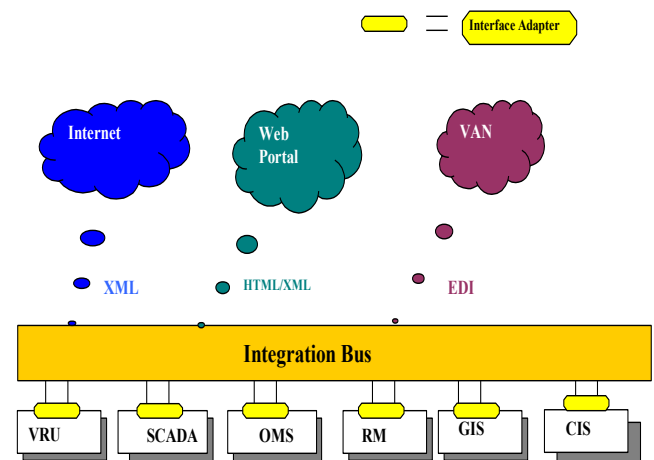 Interface Adapter
Internet
Web
Portal
VAN
XML
HTML/XML
EDI
Integration Bus
VRU
SCADA
OMS
RM
GIS
CIS